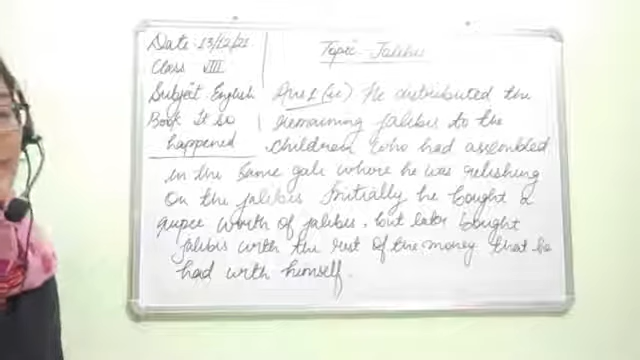 Date: 13/12/21
Class VIII
Subject English
Book It So
happened
Topic - Jalebis
Ans 1 (ii) He distributed the
remaining jalebis to the
children who had assembled
in the same gali where he was relishing
on the jalebis Initially he bought a
rupee worth of jalebis, but later bought
jalebis with the rest of the money that he
had with himself.